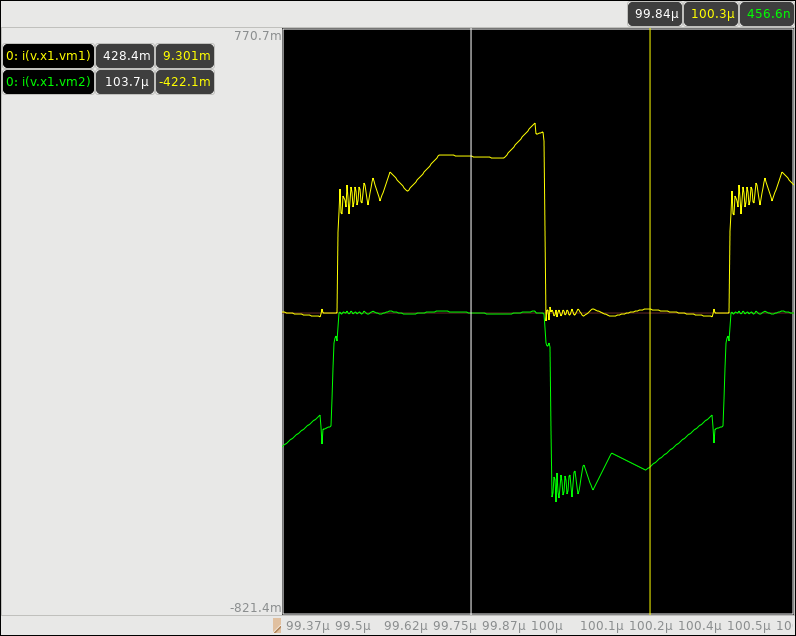 99.84µ 100.3µ 456.6n
770.7m
0: i(v.x1.vm1) 428.4m 9.301m
0: i(v.x1.vm2) 103.7µ -422.1m
-821.4m
99.37µ 99.5µ 99.62µ 99.75µ 99.87µ 100µ 100.1µ 100.2µ 100.4µ 100.5µ 10